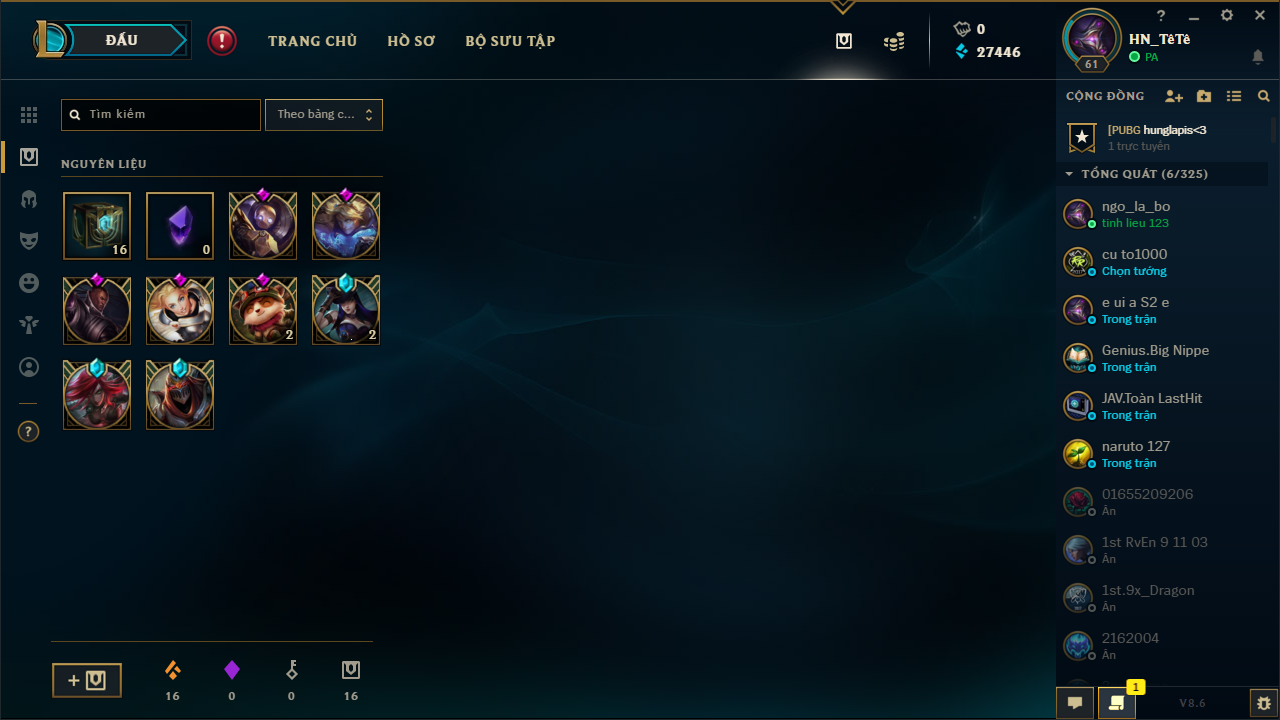 ĐẤU
TRANG CHỦ
HỒ SƠ
BỘ SƯU TẬP
0
27446
61
?
HN_TêTê
PA
CỘNG ĐỒNG
[PUBG hunglapis<3
1 trực tuyến
TỔNG QUÁT (6/325)
ngo_la_bo
tinh lieu 123
cu to1000
Chọn tướng
e ui a S2 e
Trong trận
Genius.Big Nippe
Trong trận
JAV.Toàn LastHit
Trong trận
naruto 127
Trong trận
01655209206
Ẩn
1st RvEn 9 11 03
Ẩn
1st.9x_Dragon
Ẩn
2162004
Ẩn
1
V8.6
Tìm kiếm
Theo bảng c...
NGUYÊN LIỆU
16
0
2
2
?
+
16
0
0
16